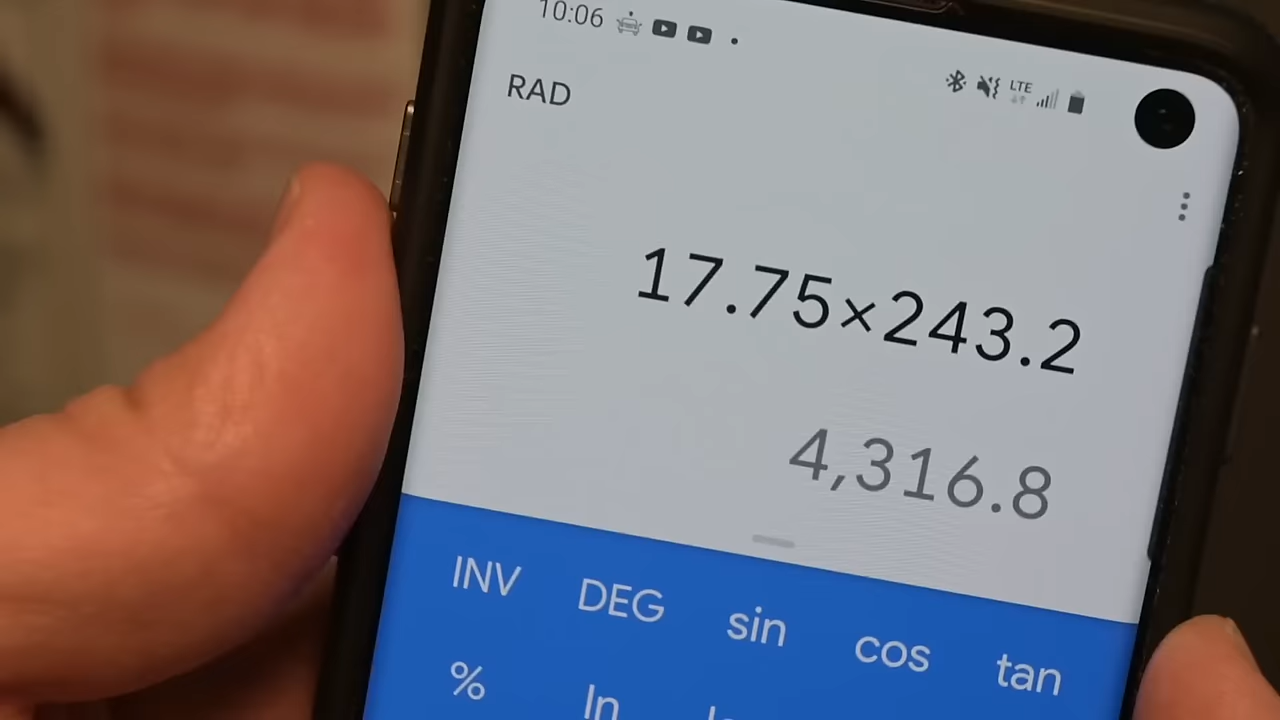 10:06
LTE
RAD
17.75×243.2
4,316.8
INV DEG sin cos tan
% ln